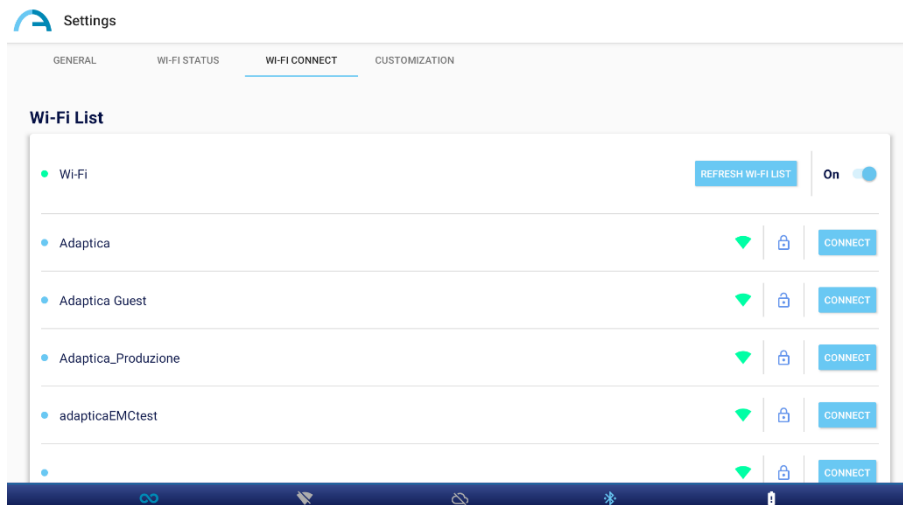 Settings
GENERAL WI-FI STATUS WI-FI CONNECT CUSTOMIZATION
Wi-Fi List
Wi-Fi REFRESH WI-FI LIST On
Adaptica CONNECT
Adaptica Guest CONNECT
Adaptica_Produzione CONNECT
adapticaEMCtest CONNECT
CONNECT